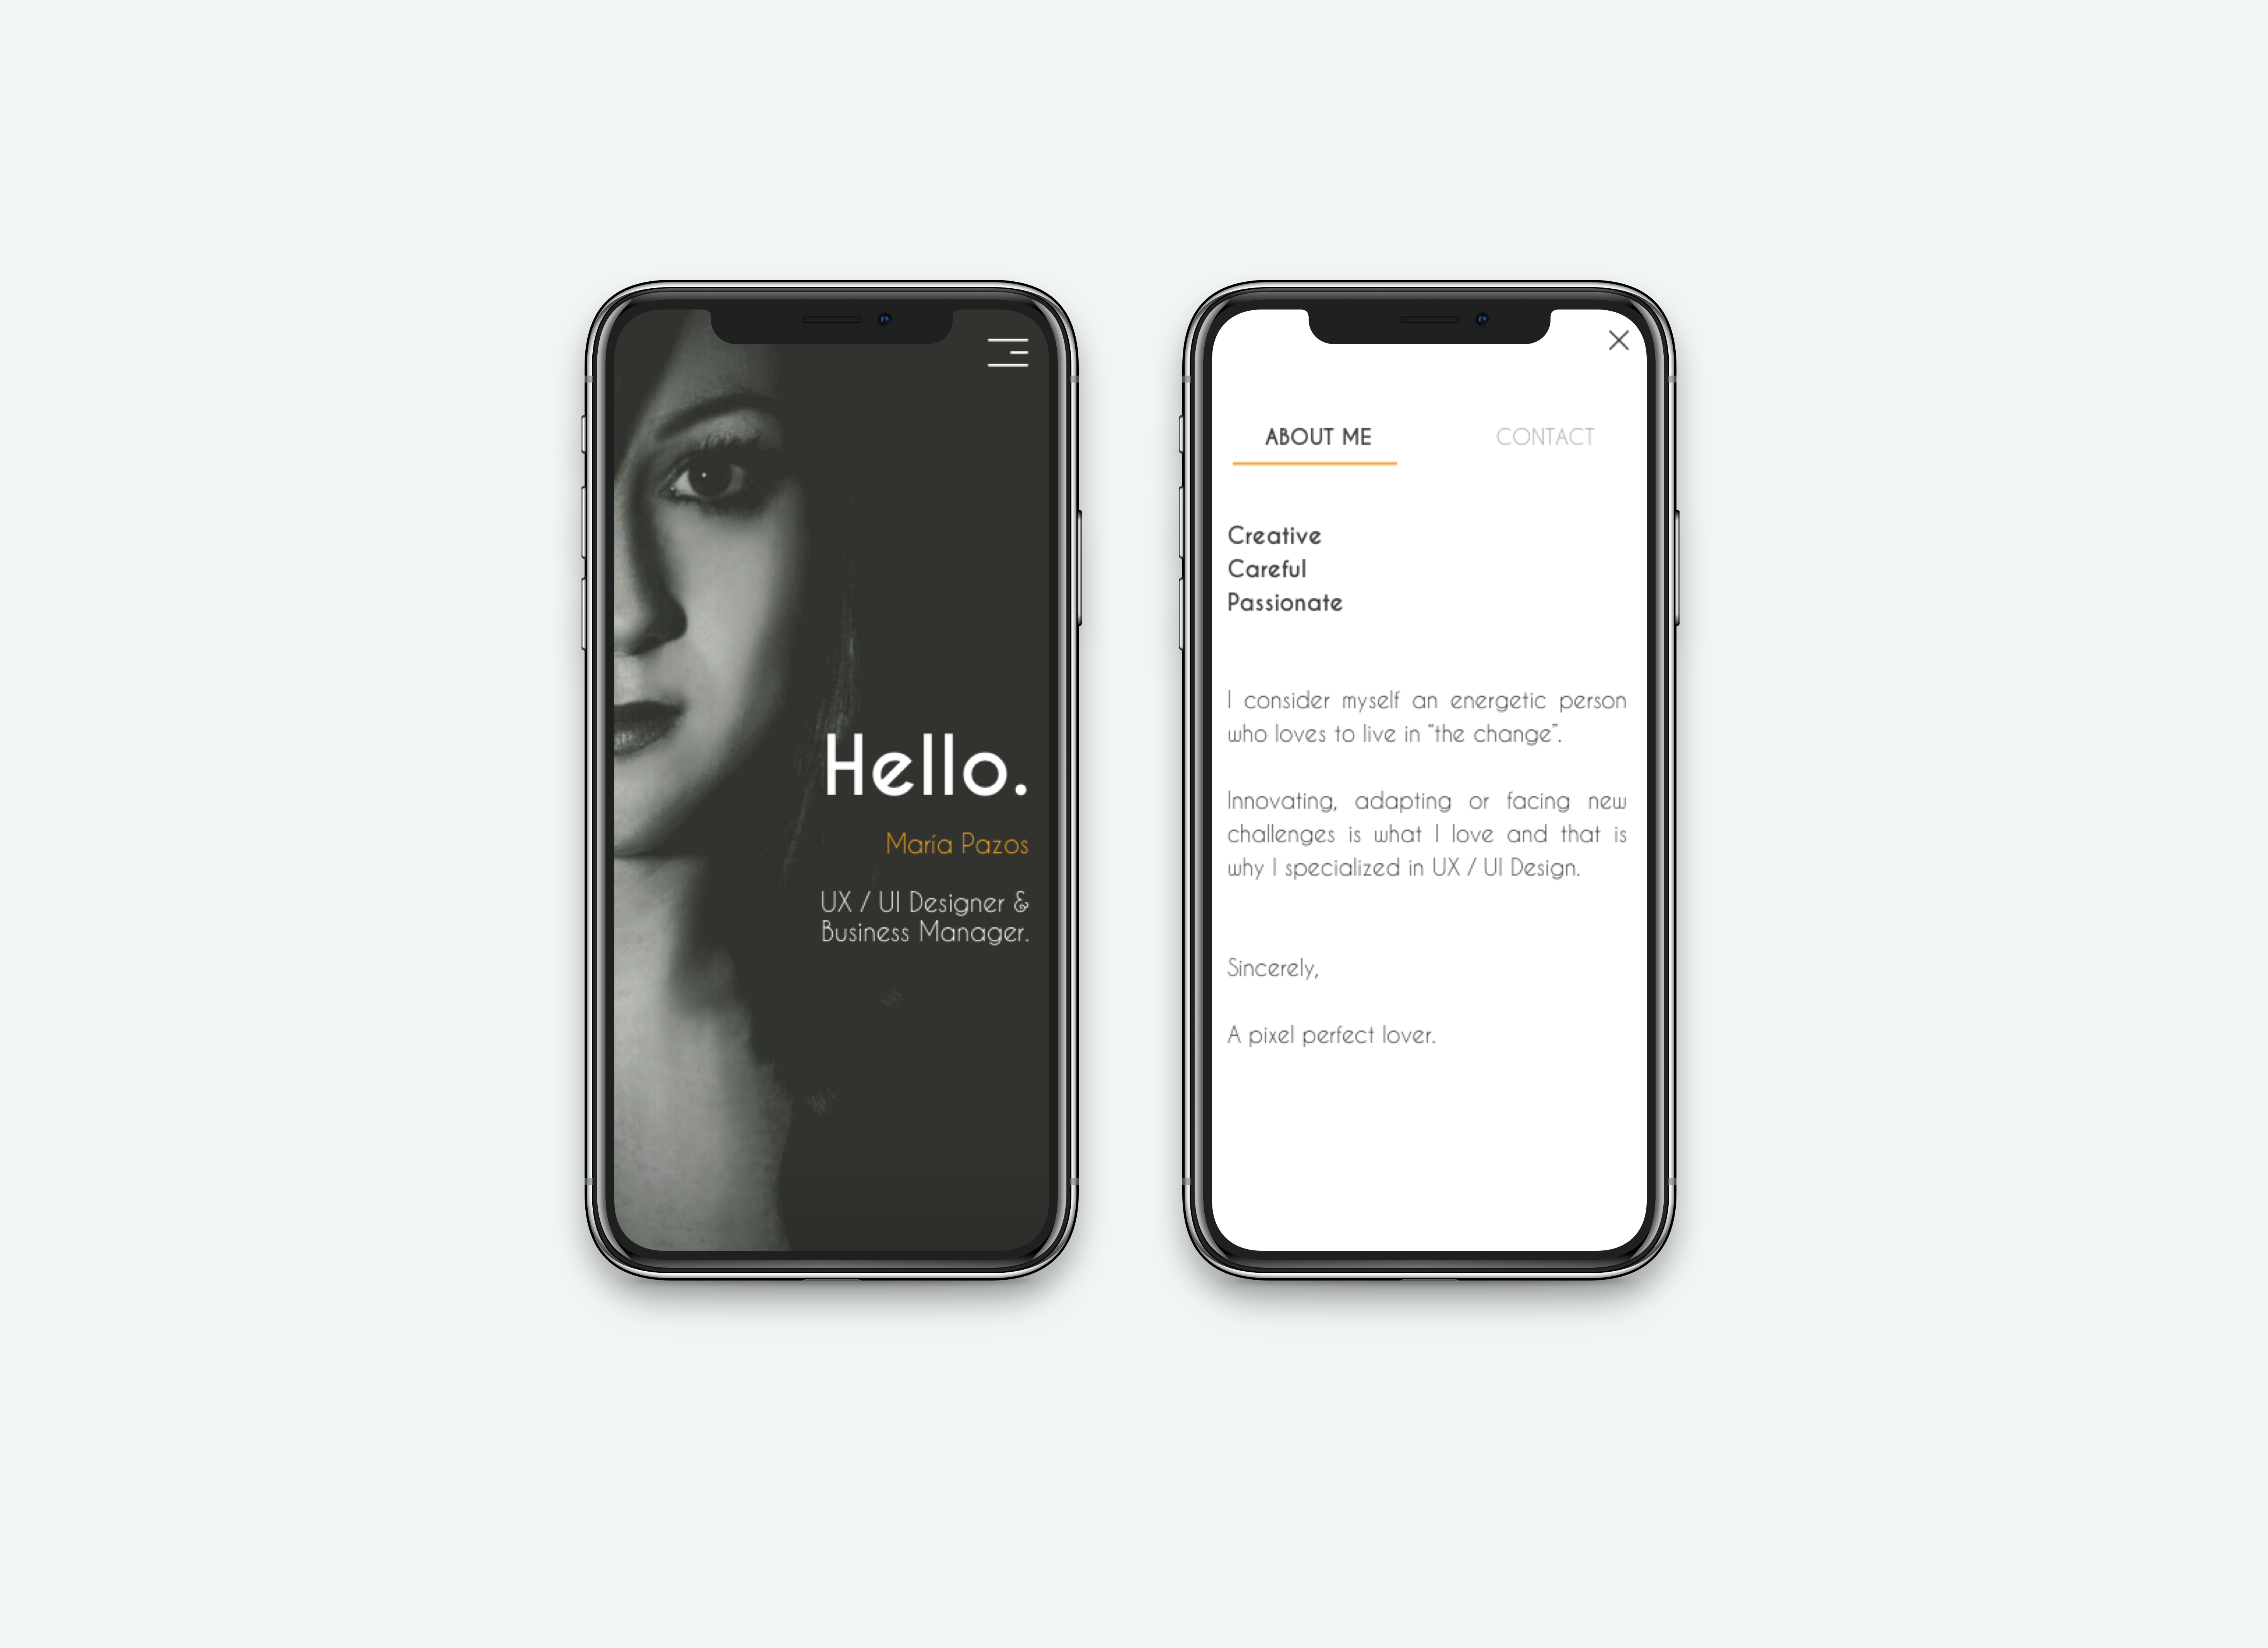 Hello.
María Pazos
UX / UI Designer &
Business Manager.
ABOUT ME
CONTACT
Creative
Careful
Passionate
I consider myself an energetic person
who loves to live in “the change”.
Innovating, adapting or facing new
challenges is what I love and that is
why I specialized in UX / UI Design.
Sincerely,
A pixel perfect lover.